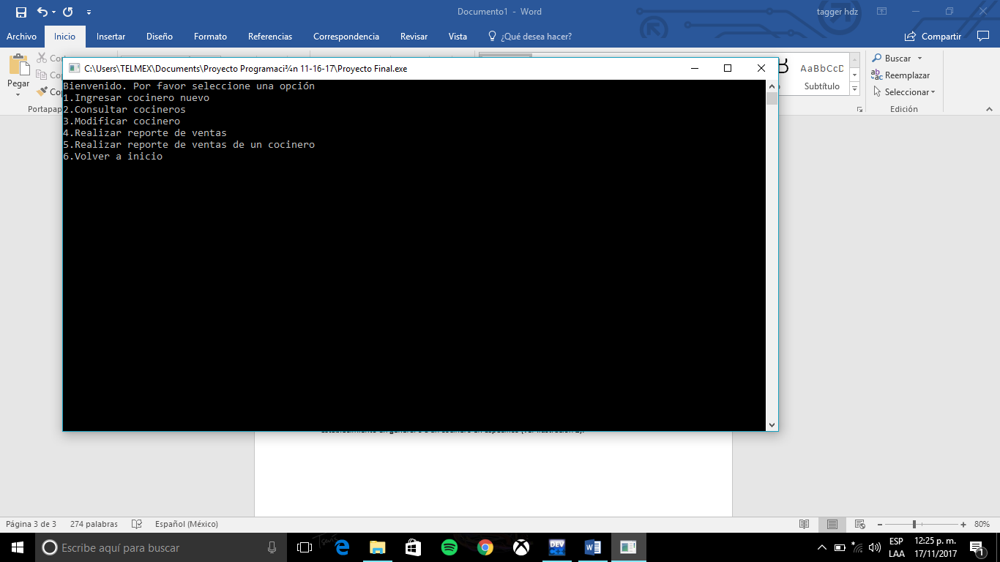 Documento1 - Word
tagger hdz
Archivo Inicio Insertar Diseño Formato Referencias Correspondencia Revisar Vista ¿Qué desea hacer? Compartir
Pegar
Portapap
Buscar
Reemplazar
Seleccionar
Edición
AaBbCcD
Subtítulo
C:\Users\TELMEX\Documents\Proyecto Programaci¾n 11-16-17\Proyecto Final.exe
Bienvenido. Por favor seleccione una opción
1.Ingresar cocinero nuevo
2.Consultar cocineros
3.Modificar cocinero
4.Realizar reporte de ventas
5.Realizar reporte de ventas de un cocinero
6.Volver a inicio
Página 3 de 3 274 palabras Español (México) 80%
Escribe aquí para buscar
DEV
ESP
LAA
12:25 p. m.
17/11/2017
1